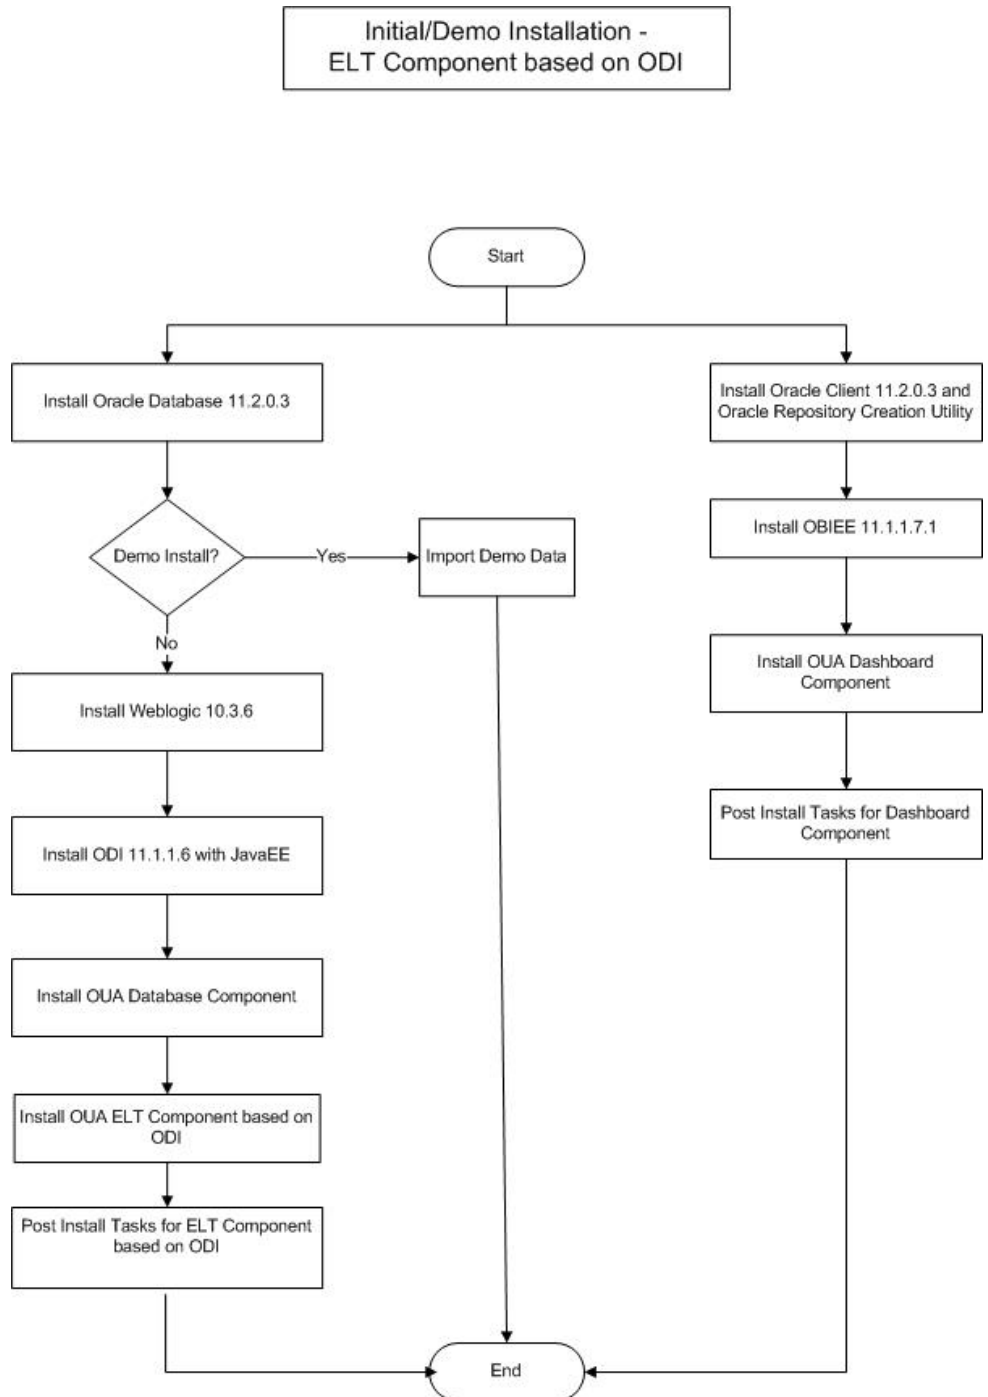 Initial/Demo Installation -
ELT Component based on ODI
Start
Install Oracle Database 11.2.0.3
Install Oracle Client 11.2.0.3 and
Oracle Repository Creation Utility
Demo Install?
Yes
Import Demo Data
Install OBIEE 11.1.1.7.1
No
Install OUA Dashboard
Component
Install Weblogic 10.3.6
Post Install Tasks for Dashboard
Component
Install ODI 11.1.1.6 with JavaEE
Install OUA Database Component
Install OUA ELT Component based on
ODI
Post Install Tasks for ELT Component
based on ODI
End